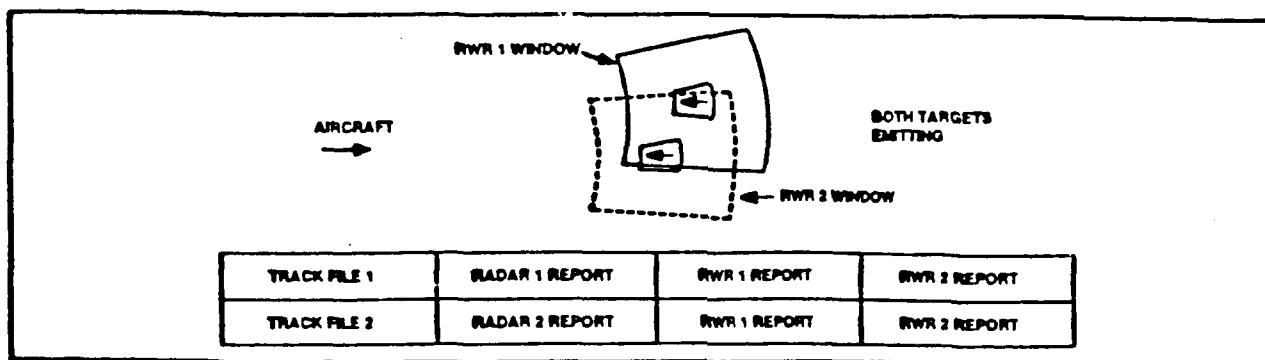 RWR 1 WINDOW
AIRCRAFT
BOTH TARGETS
EMITTING
RWR 2 WINDOW
TRACK FILE 1 RADAR 1 REPORT RWR 1 REPORT RWR 2 REPORT
TRACK FILE 2 RADAR 2 REPORT RWR 1 REPORT RWR 2 REPORT